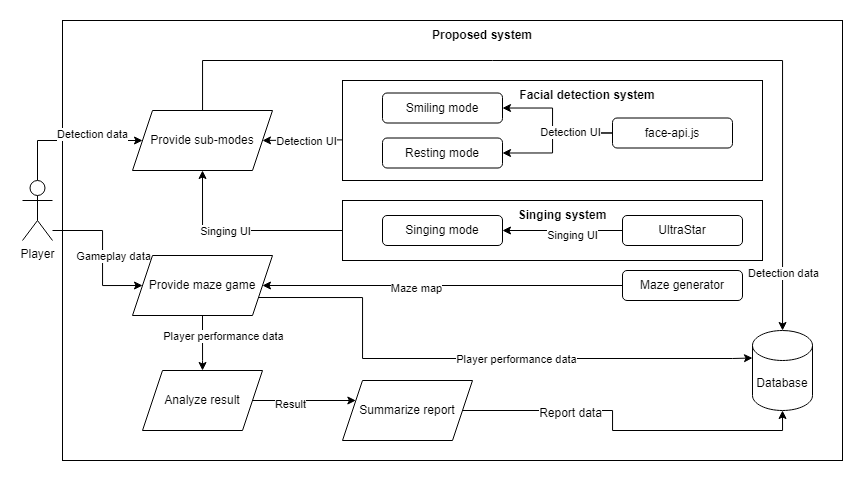 Proposed system
Facial detection system
Smiling mode
Detection data
Provide sub-modes
Detection UI
Detection UI
face-api.js
Resting mode
Singing system
Singing mode
Singing UI
Singing UI
UltraStar
Player
Gameplay data
Provide maze game
Maze map
Maze generator
Detection data
Player performance data
Player performance data
Database
Analyze result
Result
Summarize report
Report data